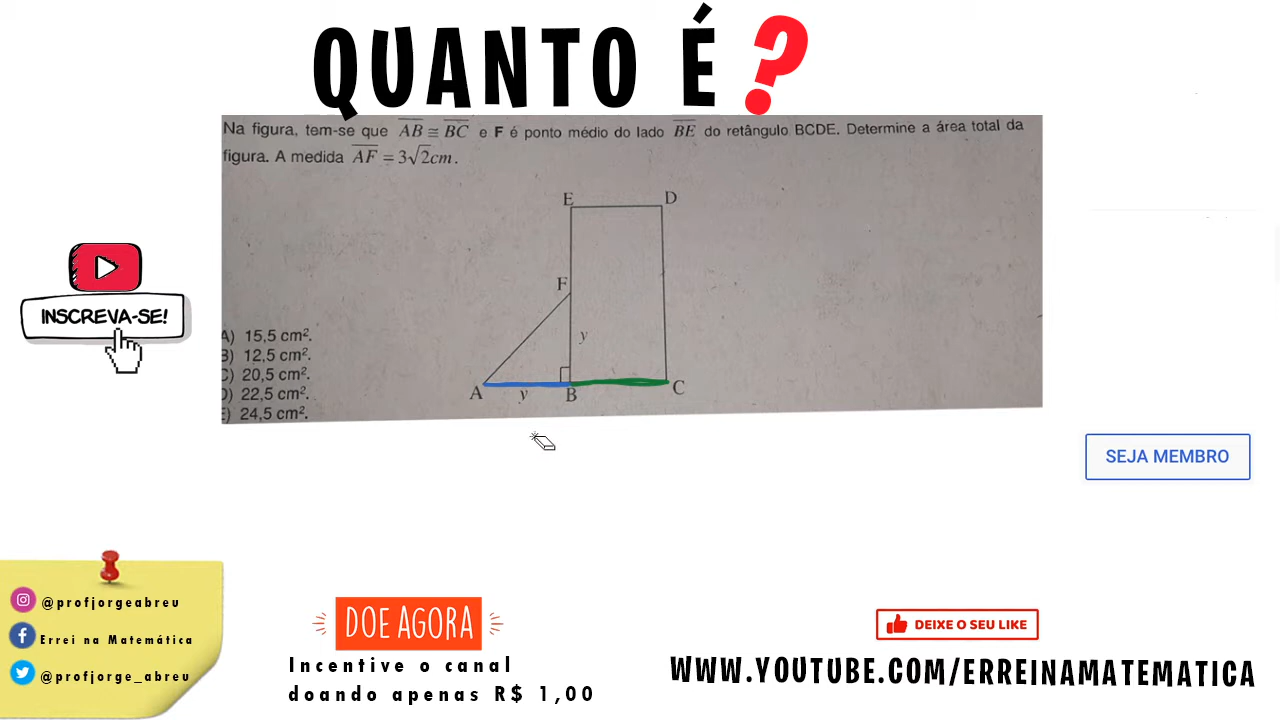 QUANTO É?
Na figura, tem-se que AB ≅ BC e F é ponto médio do lado BE do retângulo BCDE. Determine a área total da
figura. A medida AF = 3√2cm.
E D
F
y
A y B C
A) 15,5 cm².
B) 12,5 cm².
C) 20,5 cm².
D) 22,5 cm².
E) 24,5 cm².
INSCREVA-SE!
SEJA MEMBRO
@profjorgeabreu
Errei na Matemática
@profjorge_abreu
DOE AGORA
Incentive o canal
doando apenas R$ 1,00
DEIXE O SEU LIKE
WWW.YOUTUBE.COM/ERREINAMATEMATICA